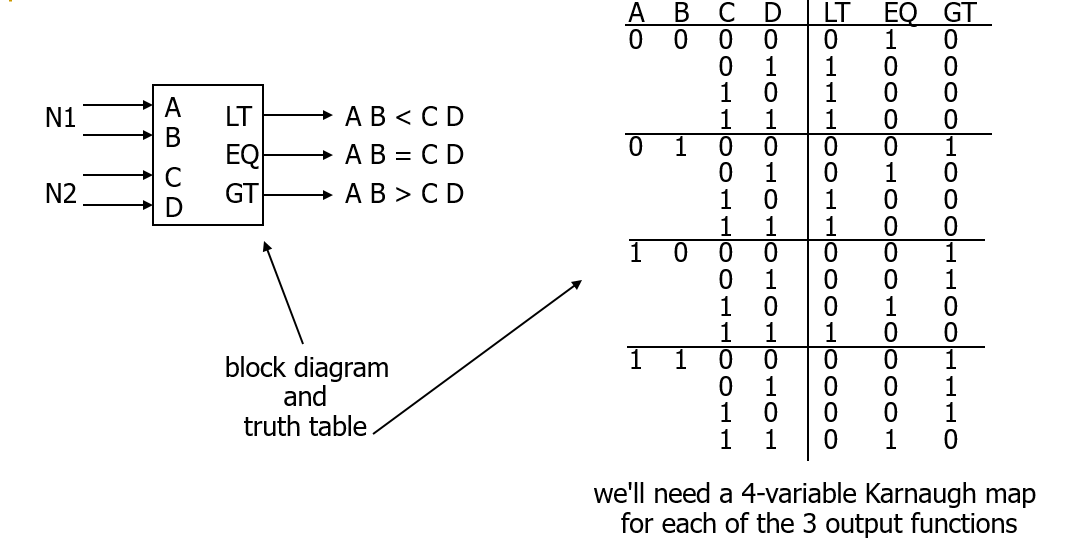 N1
N2
A
B
C
D
LT
EQ
GT
A B < C D
A B = C D
A B > C D
block diagram
and
truth table
A B C D LT EQ GT
0 0 0 0 0 1 0
0 1 1 0 0
1 0 1 0 0
1 1 1 0 0
0 1 0 0 0 0 1
0 1 0 1 0
1 0 1 0 0
1 1 1 0 0
1 0 0 0 0 0 1
0 1 0 0 1
1 0 0 1 0
1 1 1 0 0
1 1 0 0 0 0 1
0 1 0 0 1
1 0 0 0 1
1 1 0 1 0
we'll need a 4-variable Karnaugh map
for each of the 3 output functions